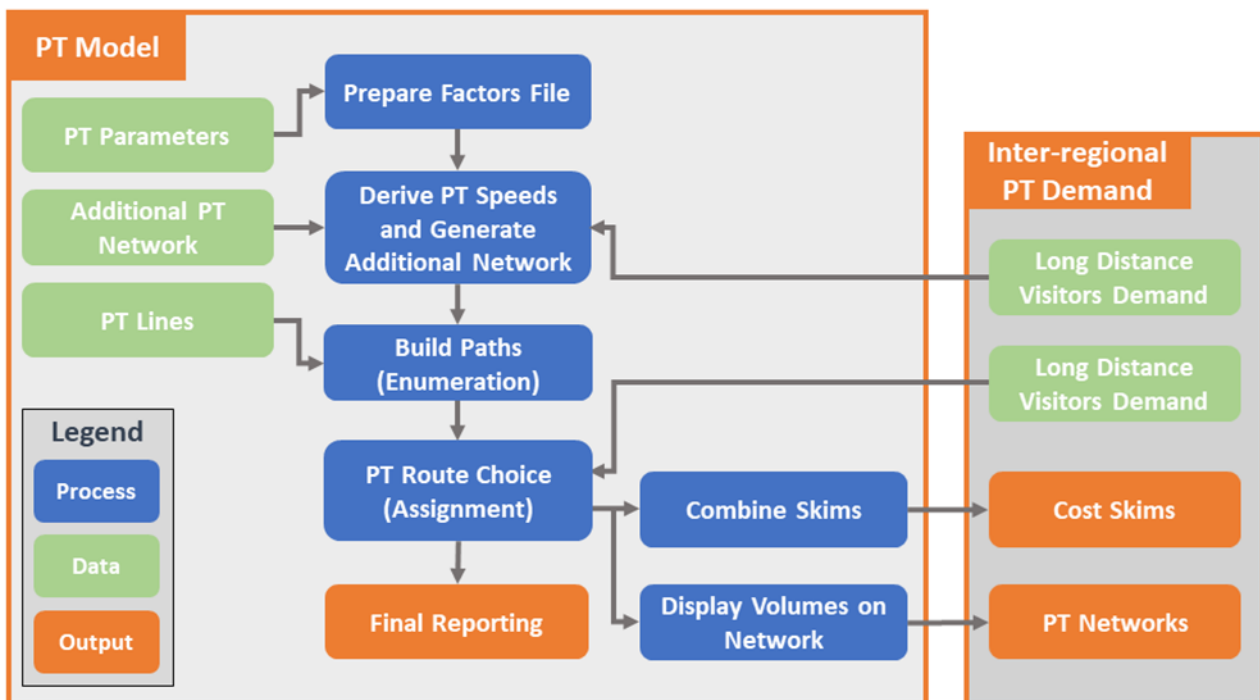 PT Model
Prepare Factors File
PT Parameters
Inter-regional
PT Demand
Derive PT Speeds
and Generate
Additional Network
Additional PT
Network
Long Distance
Visitors Demand
PT Lines
Build Paths
(Enumeration)
Long Distance
Visitors Demand
Legend
Process
Data
Output
PT Route Choice
(Assignment)
Combine Skims
Cost Skims
Final Reporting
Display Volumes on
Network
PT Networks